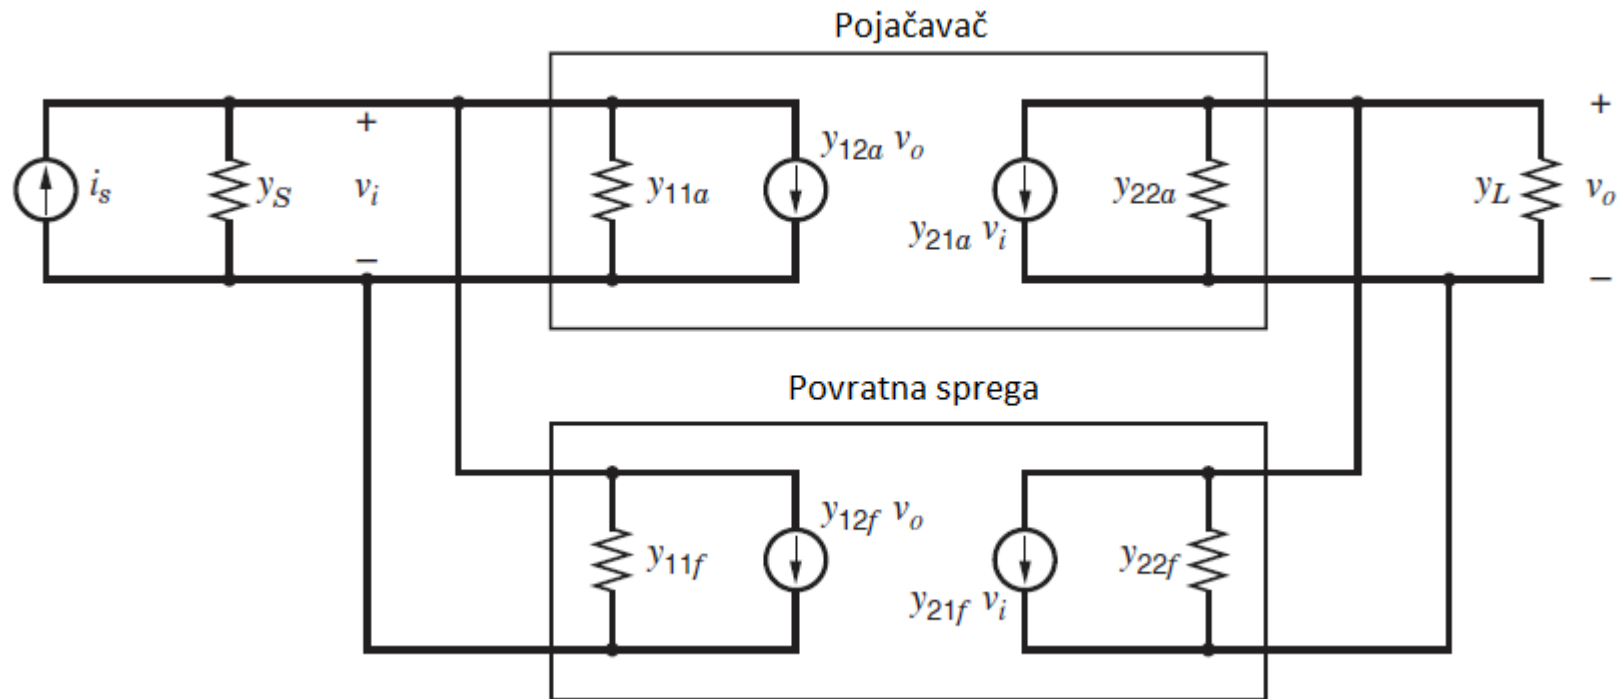 Pojačavač
+ +
y12a vo
is yS vi y11a y22a yL vo
y21a vi
− −
Povratna sprega
y12f vo
y11f y22f
y21f vi